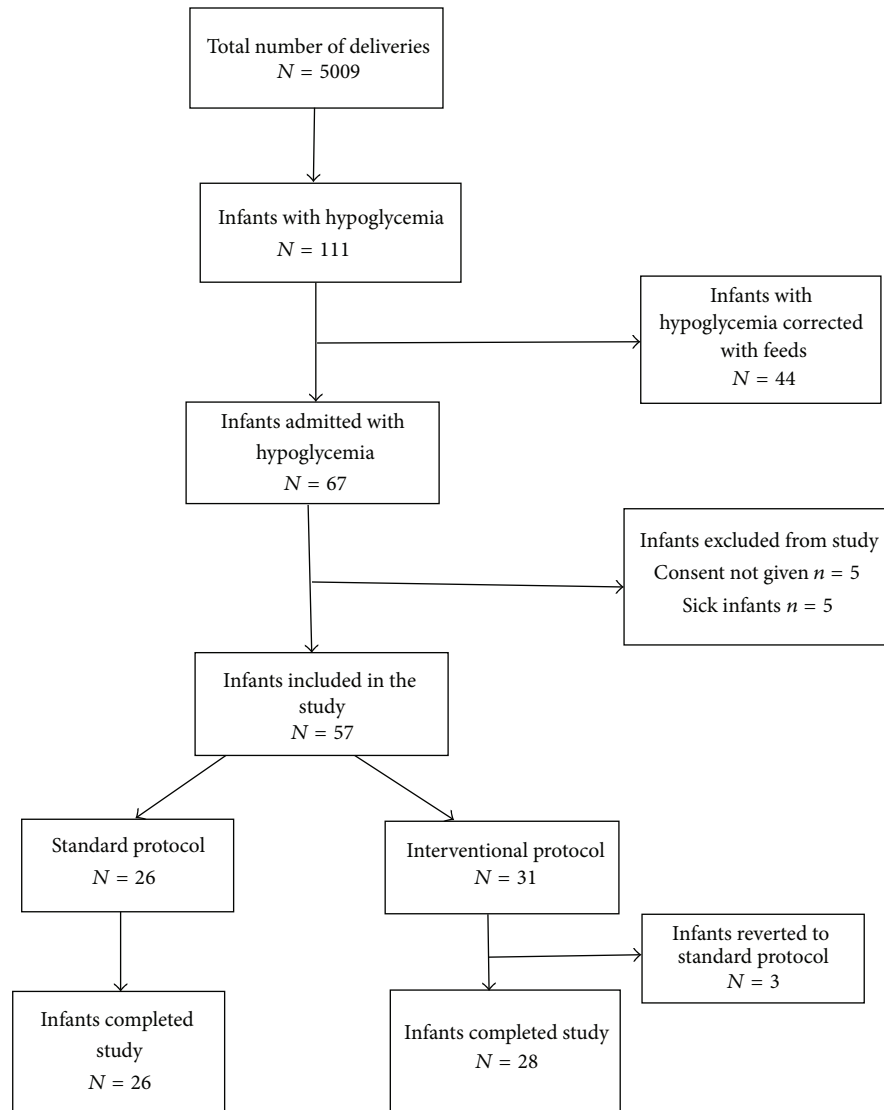 Total number of deliveries
N = 5009
Infants with hypoglycemia
N = 111
Infants with
hypoglycemia corrected
with feeds
N = 44
Infants admitted with
hypoglycemia
N = 67
Infants excluded from study
Consent not given n = 5
Sick infants n = 5
Infants included in the
study
N = 57
Standard protocol
N = 26
Interventional protocol
N = 31
Infants reverted to
standard protocol
N = 3
Infants completed
study
N = 26
Infants completed study
N = 28